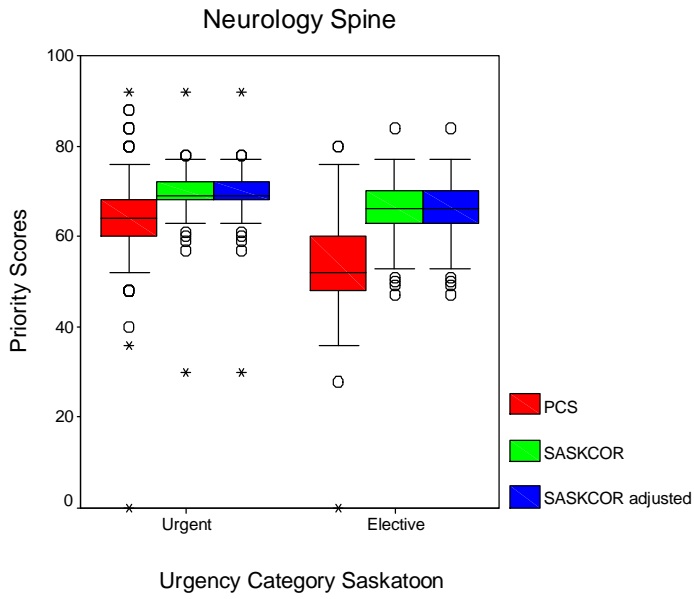 Neurology Spine
Priority Scores
100
80
60
40
20
0
Urgent
Elective
Urgency Category Saskatoon
PCS
SASKCOR
SASKCOR adjusted